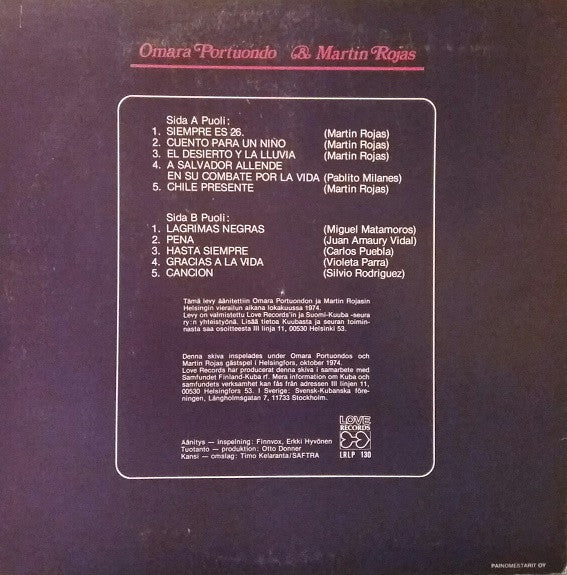 Omara Portuondo & Martin Rojas
Sida A Puoli:
1. SIEMPRE ES 26. (Martin Rojas)
2. CUENTO PARA UN NIÑO (Martin Rojas)
3. EL DESIERTO Y LA LLUVIA (Martin Rojas)
4. A SALVADOR ALLENDE
EN SU COMBATE POR LA VIDA (Pablito Milanes)
5. CHILE PRESENTE (Martin Rojas)
Sida B Puoli:
1. LAGRIMAS NEGRAS (Miguel Matamoros)
2. PENA (Juan Amaury Vidal)
3. HASTA SIEMPRE (Carlos Puebla)
4. GRACIAS A LA VIDA (Violeta Parra)
5. CANCION (Silvio Rodriguez)
Tämä levy äänitettiin Omara Portuondon ja Martin Rojasin
Helsingin vierailun aikana lokakuussa 1974.
Levy on valmistettu Love Records'in ja Suomi-Kuuba -seura
ry:n yhteistyönä. Lisää tietoa Kuubasta ja seuran toimin-
nasta saa osoitteesta III linja 11, 00530 Helsinki 53.
Denna skiva inspelades under Omara Portuondos och
Martin Rojas gästspel i Helsingfors, oktober 1974.
Love Records har producerat denna skiva i samarbete med
Samfundet Finland-Kuba rf. Mera information om Kuba och
samfundets verksamhet kan fås från adressen III linjen 11,
00530 Helsingfors 53. I Sverige: Svensk-Kubanska före-
ningen, Långholmsgatan 7, 11733 Stockholm.
Äänitys — inspelning: Finnvox, Erkki Hyvönen
Tuotanto — produktion: Otto Donner
Kansi — omslag: Timo Kelaranta/SAFTRA
LOVE
RECORDS
LRLP 130
PAINOMESTARIT OY